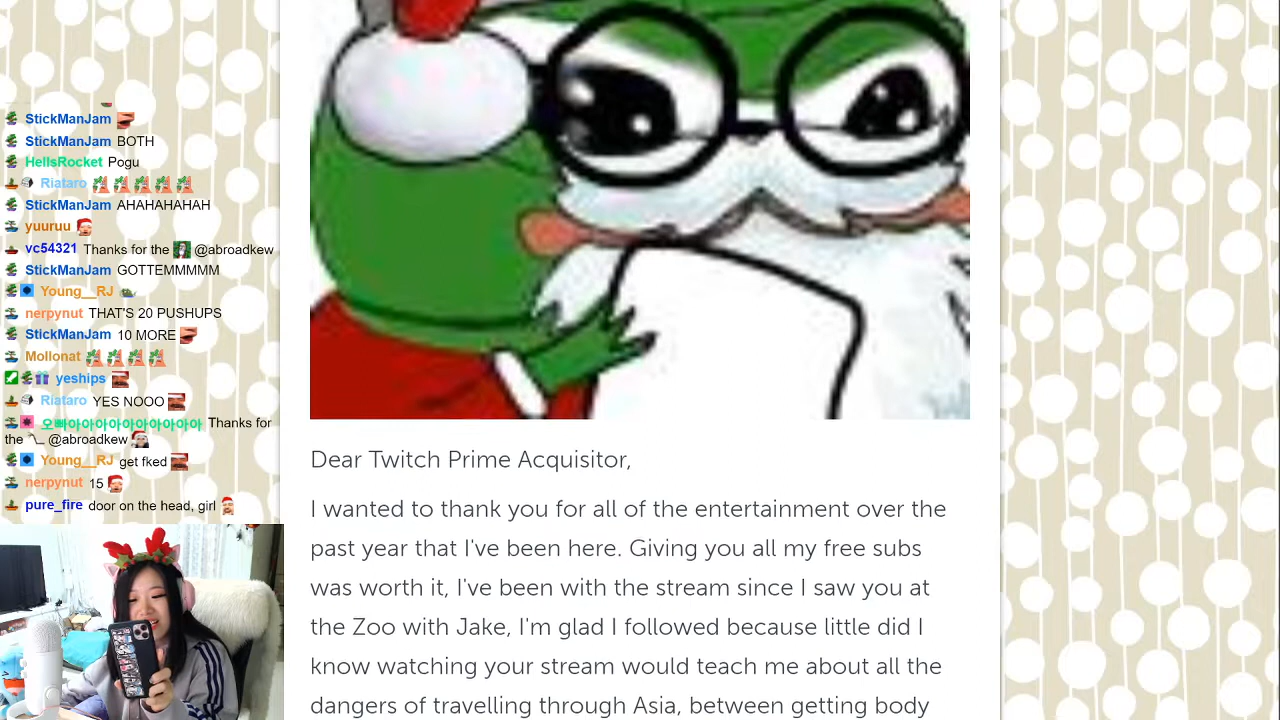 StickManJam
StickManJam BOTH
HellsRocket Pogu
Riataro
StickManJam AHAHAHAHAH
yuuruu
vc54321 Thanks for the @abroadkew
StickManJam GOTTEMMMMM
Young__RJ
nerpynut THAT'S 20 PUSHUPS
StickManJam 10 MORE
Mollonat
yeships
Riataro YES NOOO
오빠아아아아아아아아아아 Thanks for
the @abroadkew
Young__RJ get fked
nerpynut 15
pure_fire door on the head, girl
Dear Twitch Prime Acquisitor,
I wanted to thank you for all of the entertainment over the
past year that I've been here. Giving you all my free subs
was worth it, I've been with the stream since I saw you at
the Zoo with Jake, I'm glad I followed because little did I
know watching your stream would teach me about all the
dangers of travelling through Asia, between getting body